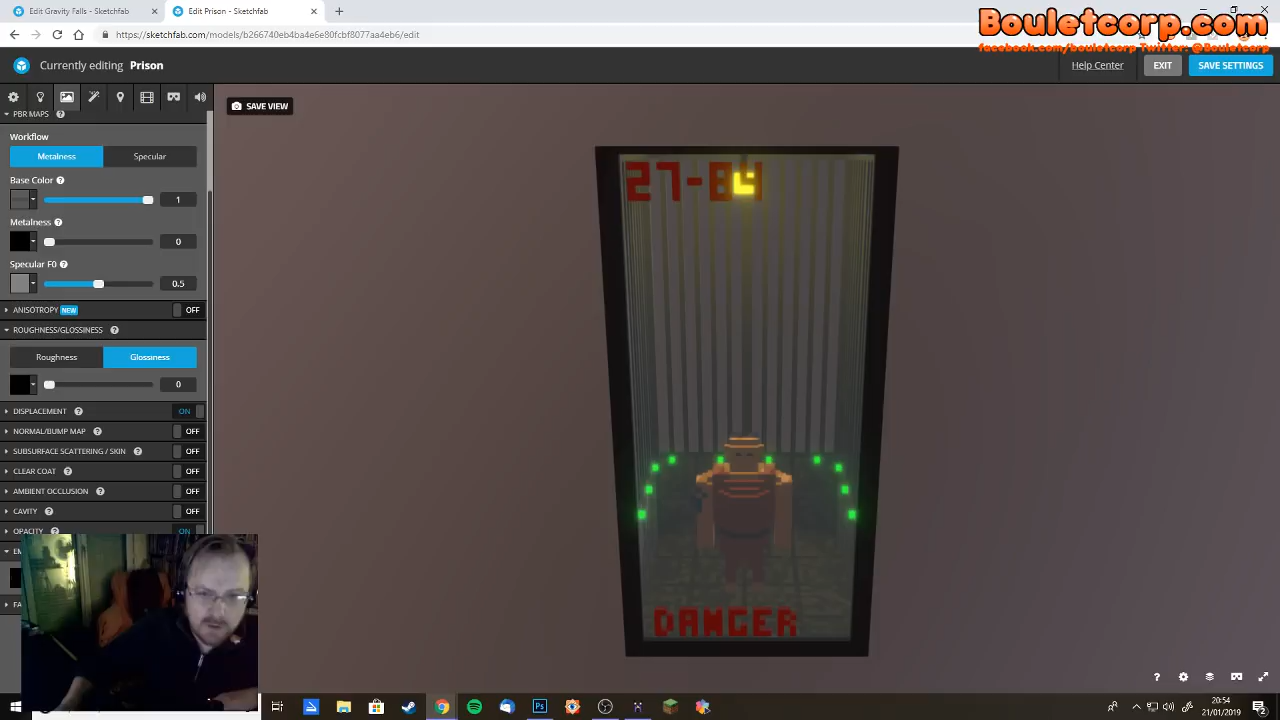 Edit Gravity Falls - Sketchfab
Edit Prison - Sketchfab
https://sketchfab.com/models/b266740eb4ba4e6e80fcbf8077aa4eb6/edit
Bouletcorp.com
facebook.com/bouletcorp Twitter: @Bouletcorp
Currently editing Prison
Help Center
EXIT
SAVE SETTINGS
SAVE VIEW
PBR MAPS
Workflow
Metalness
Specular
Base Color
1
Metalness
0
Specular F0
0.5
ANISOTROPY NEW OFF
ROUGHNESS/GLOSSINESS
Roughness
Glossiness
0
DISPLACEMENT ON
NORMAL/BUMP MAP OFF
SUBSURFACE SCATTERING / SKIN OFF
CLEAR COAT OFF
AMBIENT OCCLUSION OFF
CAVITY OFF
OPACITY ON
27-84
DANGER
20:54
21/01/2019